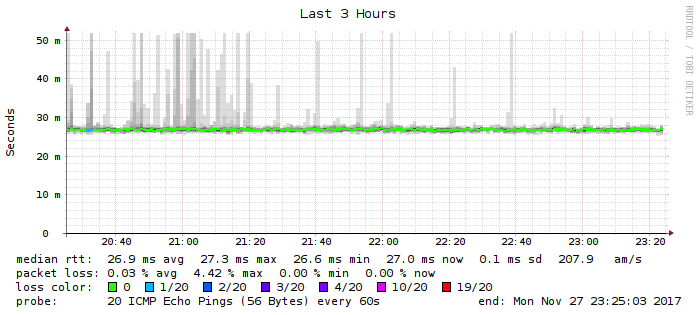 Last 3 Hours
RRDTOOL / TOBI OETIKER
Seconds
50 m
40 m
30 m
20 m
10 m
0
20:40 21:00 21:20 21:40 22:00 22:20 22:40 23:00 23:20
median rtt: 26.9 ms avg 27.3 ms max 26.6 ms min 27.0 ms now 0.1 ms sd 207.9 am/s
packet loss: 0.03 % avg 4.42 % max 0.00 % min 0.00 % now
loss color: 0 1/20 2/20 3/20 4/20 10/20 19/20
probe: 20 ICMP Echo Pings (56 Bytes) every 60s end: Mon Nov 27 23:25:03 2017